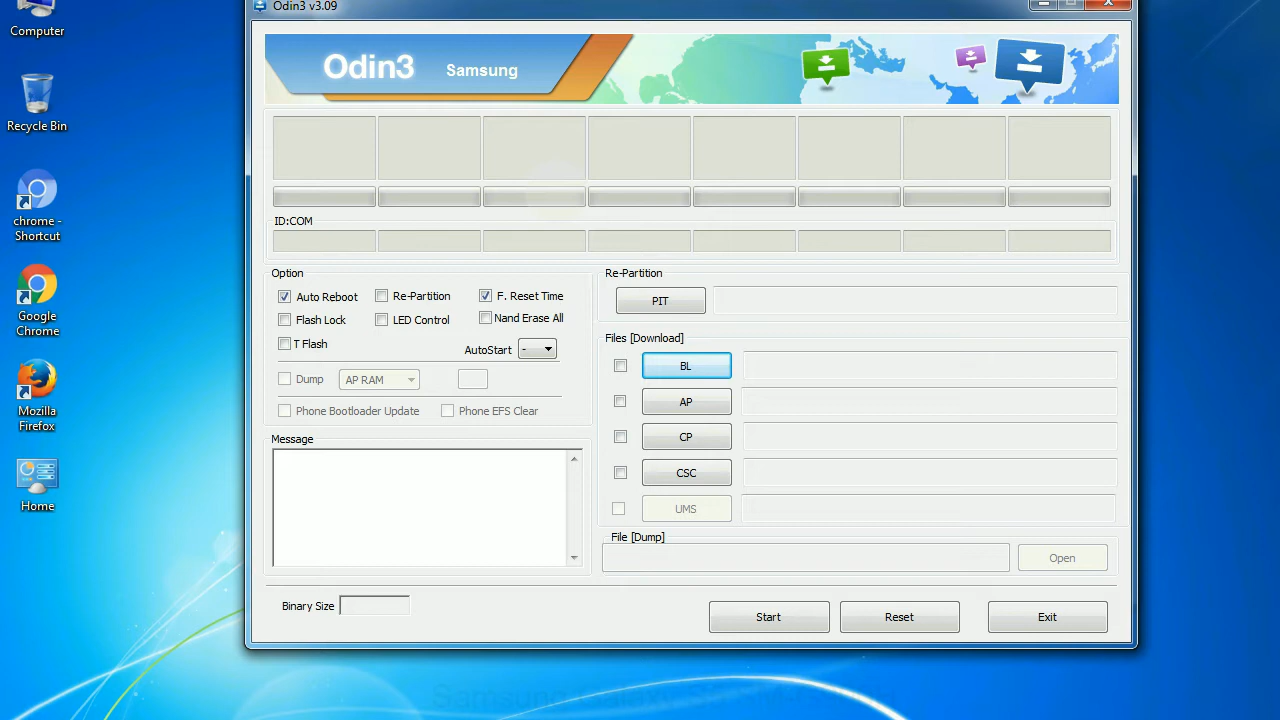 Odin3 v3.09
Computer
Recycle Bin
chrome -
Shortcut
Google
Chrome
Mozilla
Firefox
Home
Odin3 Samsung
ID:COM
Option
Auto Reboot Re-Partition F. Reset Time
Flash Lock LED Control Nand Erase All
T Flash
AutoStart -
Dump AP RAM
Phone Bootloader Update Phone EFS Clear
Message
Re-Partition
PIT
Files [Download]
BL
AP
CP
CSC
UMS
File [Dump]
Open
Binary Size
Start Reset Exit
Samsung Galaxy